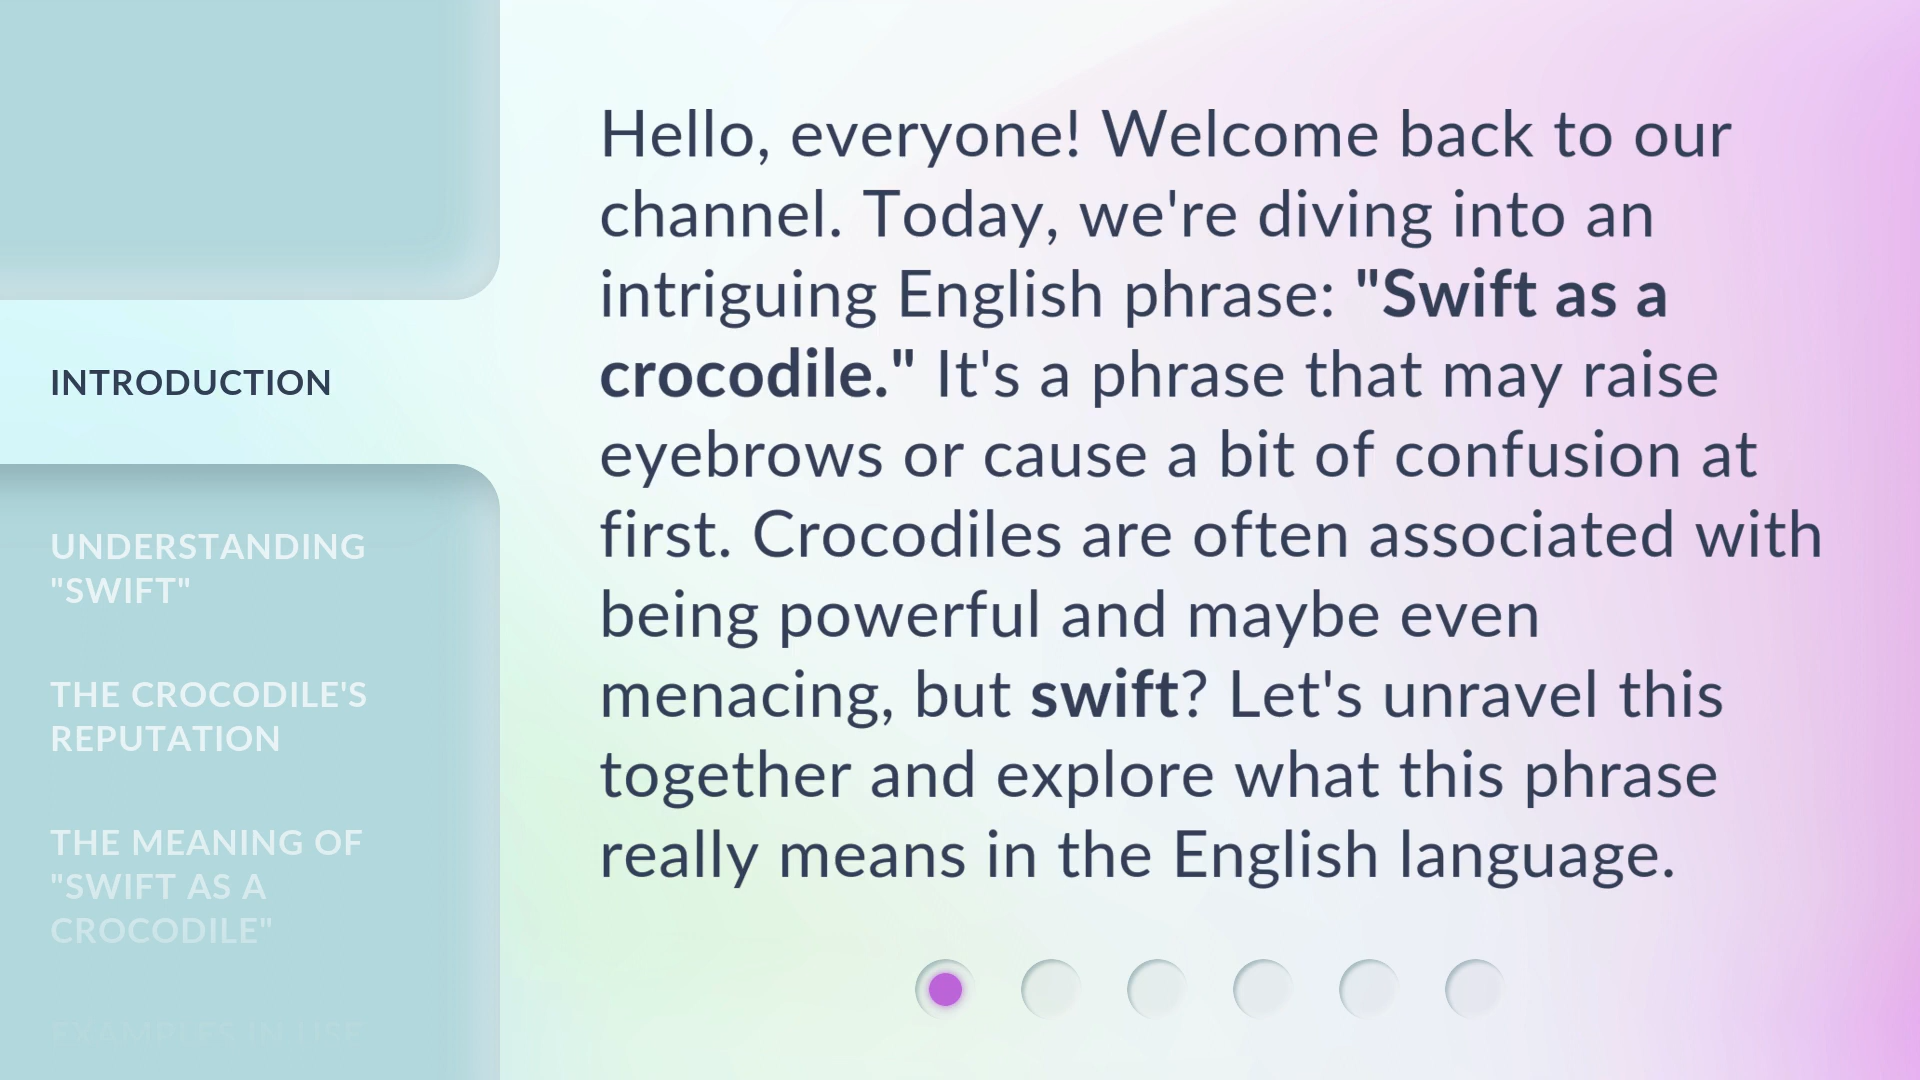 INTRODUCTION
UNDERSTANDING
"SWIFT"
THE CROCODILE'S
REPUTATION
THE MEANING OF
"SWIFT AS A
CROCODILE"
EXAMPLES IN USE
Hello, everyone! Welcome back to our
channel. Today, we're diving into an
intriguing English phrase: "Swift as a
crocodile." It's a phrase that may raise
eyebrows or cause a bit of confusion at
first. Crocodiles are often associated with
being powerful and maybe even
menacing, but swift? Let's unravel this
together and explore what this phrase
really means in the English language.